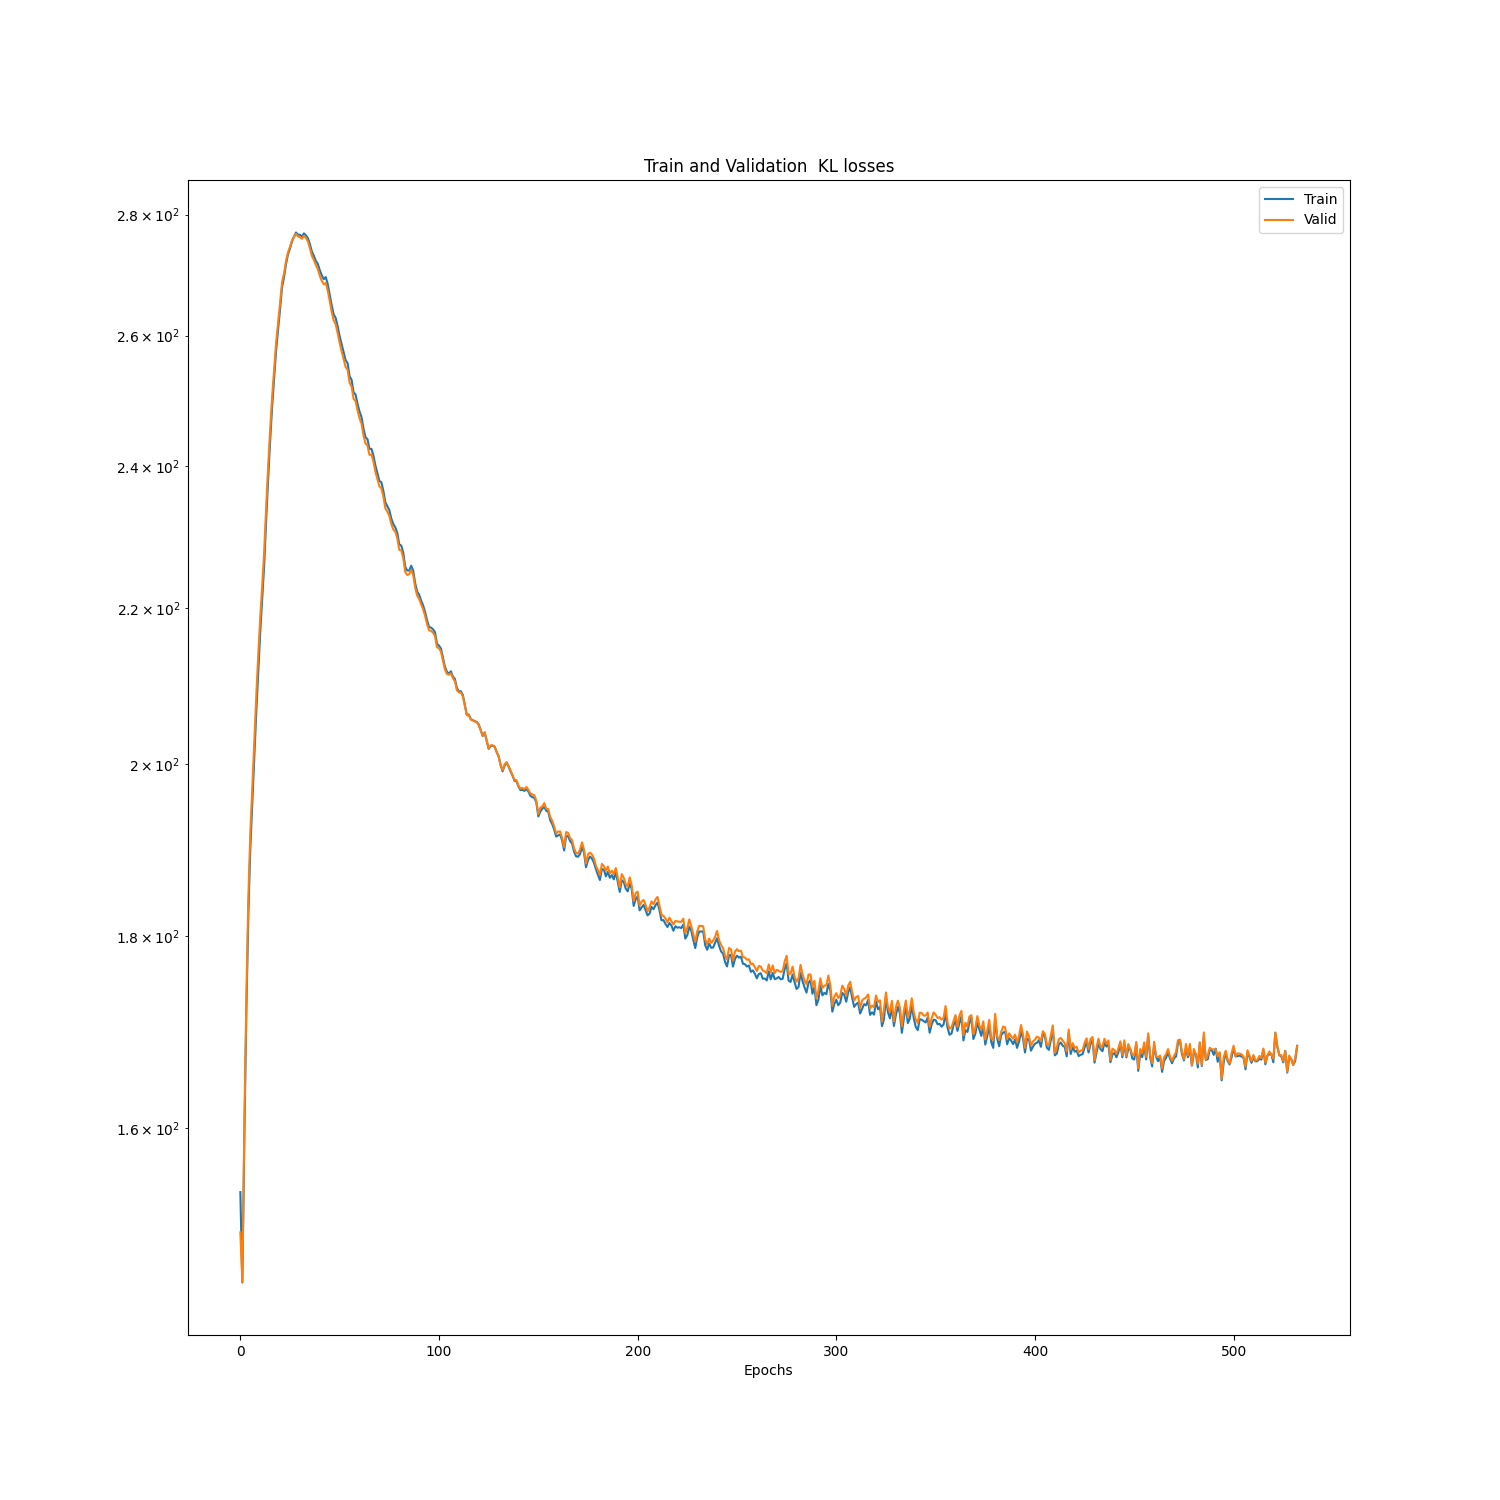 Train and Validation  KL losses
Train
Valid
2.8 × 10²
2.6 × 10²
2.4 × 10²
2.2 × 10²
2 × 10²
1.8 × 10²
1.6 × 10²
0 100 200 300 400 500
Epochs